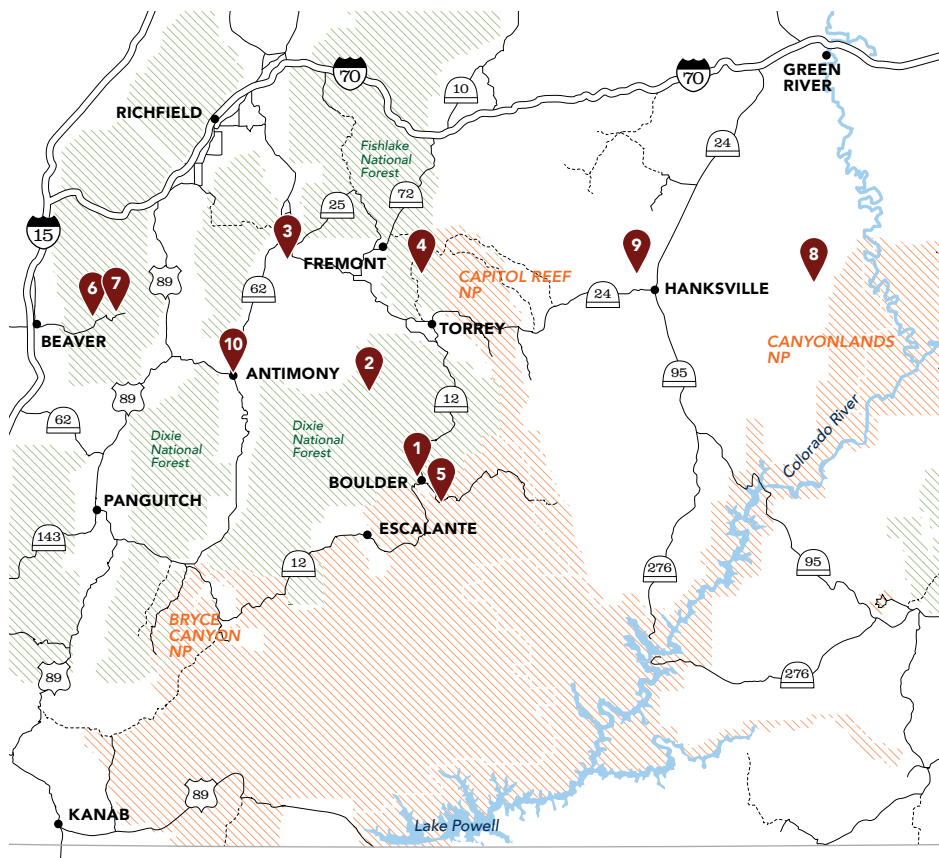 70
70
GREEN
RIVER
10
RICHFIELD
24
Fishlake
National
Forest
72
25
15
3
FREMONT
4
9
8
89
6
7
62
CAPITOL REEF
NP
24
HANKSVILLE
BEAVER
TORREY
10
ANTIMONY
2
CANYONLANDS
NP
95
89
12
62
Dixie
National
Forest
Dixie
National
Forest
Colorado River
1
5
BOULDER
PANGUITCH
ESCALANTE
143
12
276
95
BRYCE
CANYON
NP
89
276
89
KANAB
Lake Powell